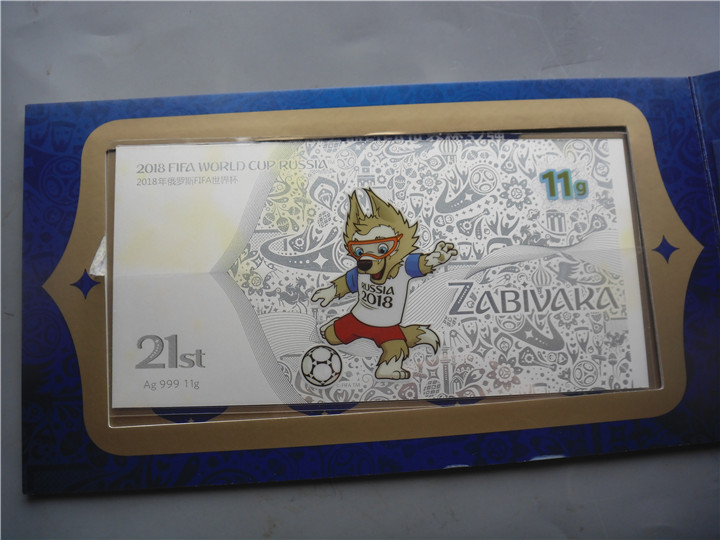 2018 FIFA WORLD CUP RUSSIA
2018年俄罗斯FIFA世界杯
11g
RUSSIA
2018
ZABIVAKA
21st
Ag 999 11g